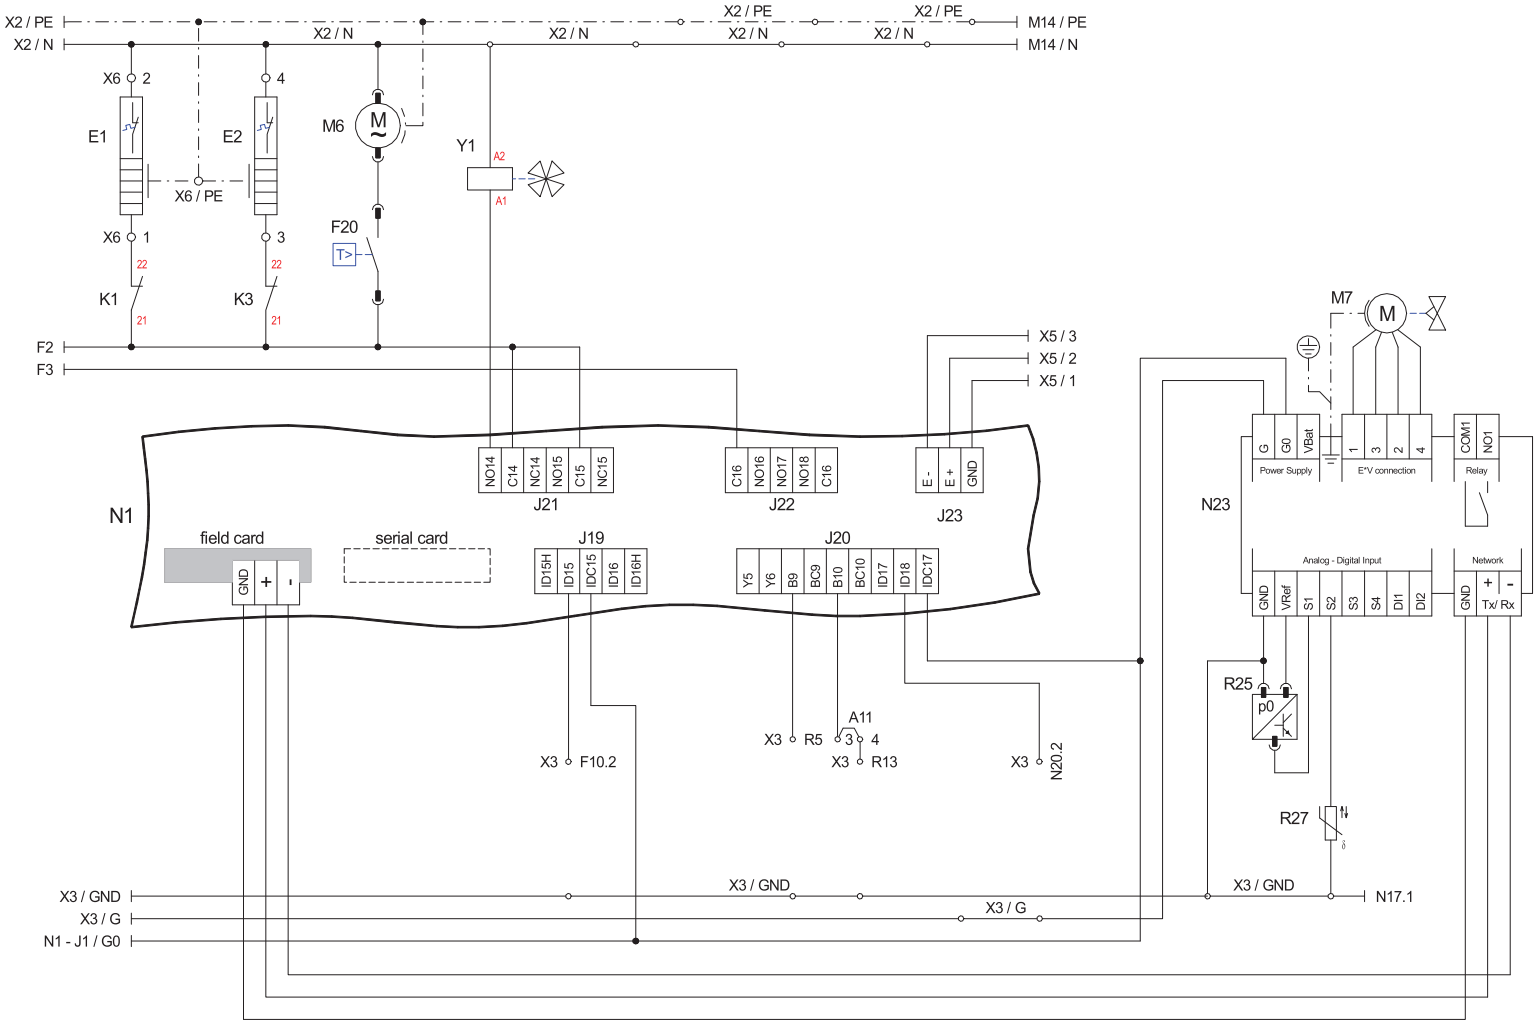 X2 / PE
X2 / PE
X2 / PE
M14 / PE
X2 / N
X2 / N
X2 / N
X2 / N
X2 / N
M14 / N
X6 2
4
E1
E2
M6
M
~
Y1
A2
A1
X6 / PE
X6 1
3
F20
T>
22
22
K1
K3
21
21
F2
F3
X5 / 3
X5 / 2
X5 / 1
M7
M
N1
NO14
C14
NC14
NO15
C15
NC15
J21
C16
NO16
NO17
NO18
C16
J22
E -
E +
GND
J23
field card
serial card
GND
+
-
J19
ID15H
ID15
IDC15
ID16
ID16H
J20
Y5
Y6
B9
BC9
B10
BC10
ID17
ID18
IDC17
N23
G
G0
VBat
Power Supply
1
3
2
4
E*V connection
COM1
NO1
Relay
Analog - Digital Input
Network
GND
VRef
S1
S2
S3
S4
DI1
DI2
GND
+ -
Tx/ Rx
R25
p0
A11
X3 R5 3 4
X3 F10.2
X3 R13
X3 N20.2
R27
δ
X3 / GND
X3 / GND
X3 / GND
N17.1
X3 / G
X3 / G
N1 - J1 / G0